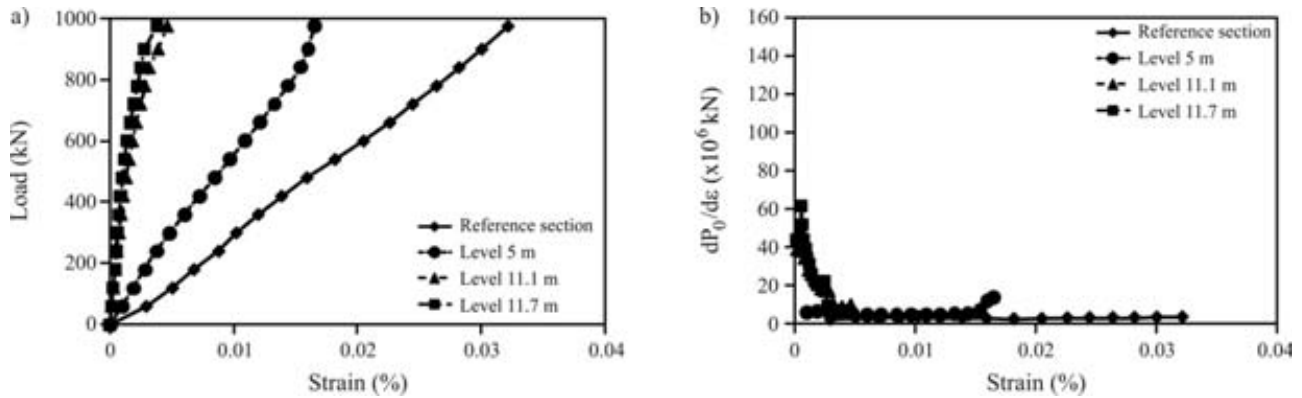 a)
1000
800
600
400
200
0
Load (kN)
0
0.01
0.02
0.03
0.04
Strain (%)
Reference section
Level 5 m
Level 11.1 m
Level 11.7 m
b)
160
140
120
100
80
60
40
20
0
dP₀/dε (x10⁶ kN)
0
0.01
0.02
0.03
0.04
Strain (%)
Reference section
Level 5 m
Level 11.1 m
Level 11.7 m